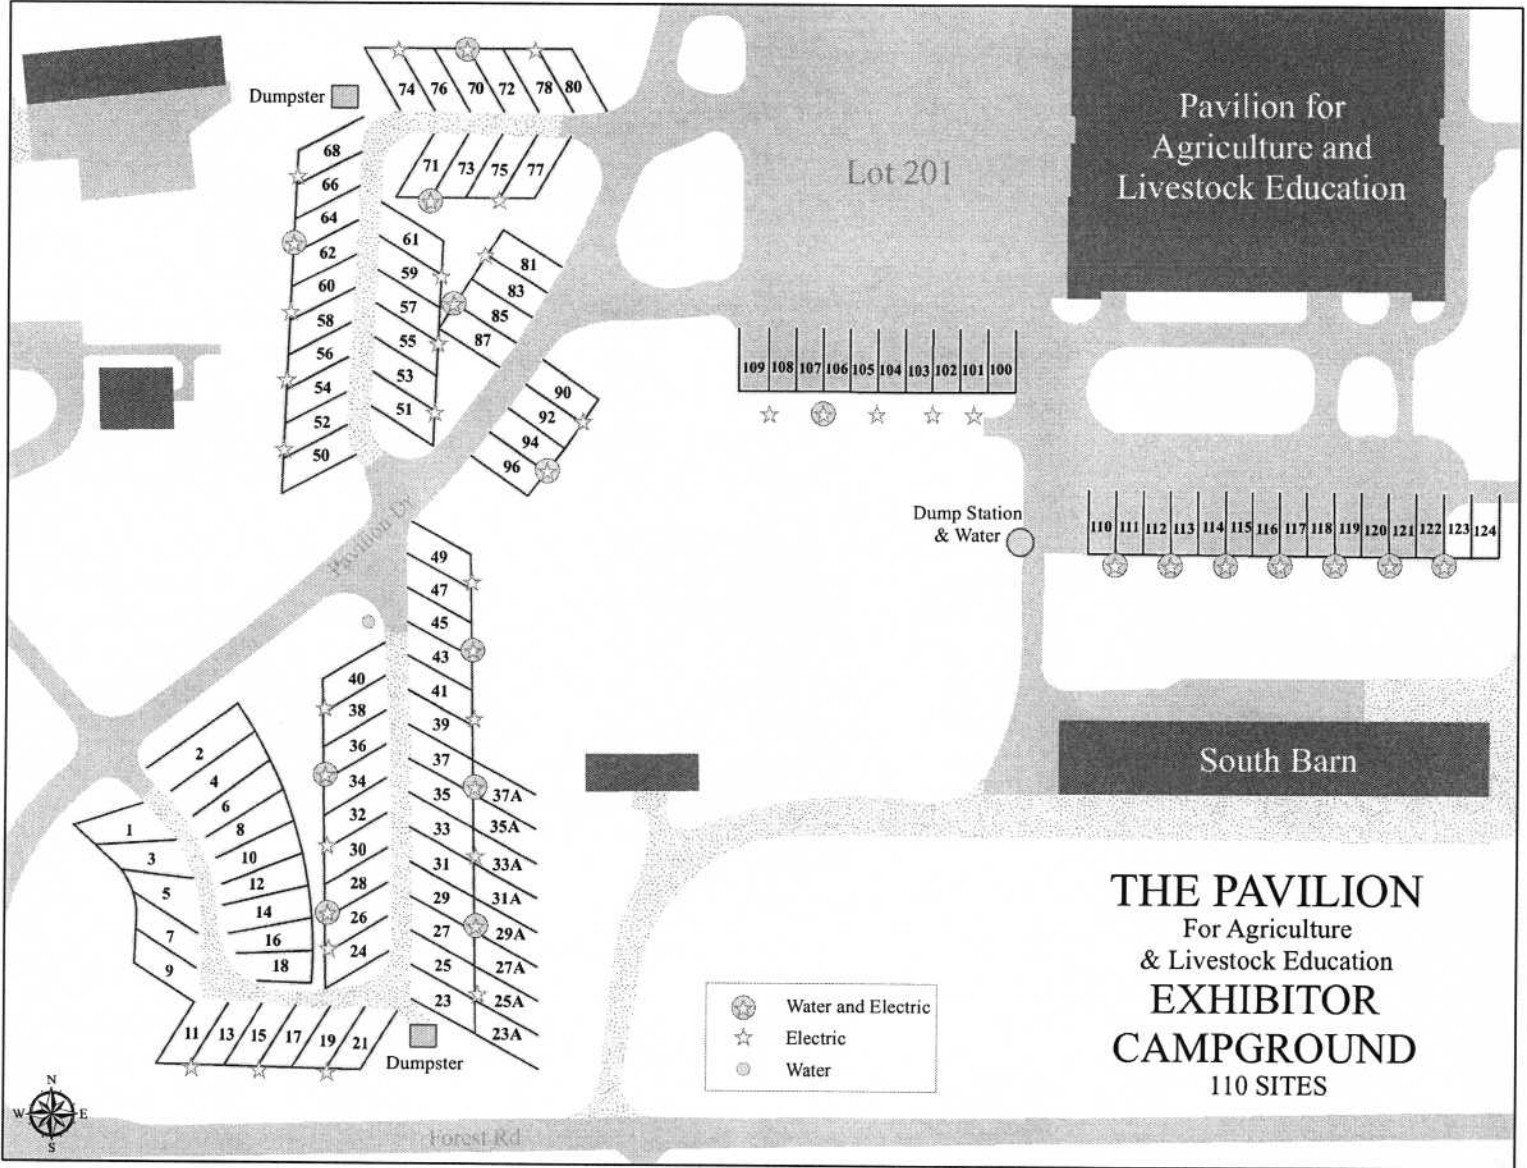 Dumpster
74 76 70 72 78 80
68
66
64
62
60
58
56
54
52
50
71 73 75 77
61
59
57
55
53
51
81
83
85
87
90
92
94
96
Lot 201
Pavilion for
Agriculture and
Livestock Education
109 108 107 106 105 104 103 102 101 100
Dump Station
& Water
110 111 112 113 114 115 116 117 118 119 120 121 122 123 124
Pavilion Dr
49
47
45
43
41
39
37
35
33
31
29
27
25
23
37A
35A
33A
31A
29A
27A
25A
23A
40
38
36
34
32
30
28
26
24
2
4
6
8
10
12
14
16
18
1
3
5
7
9
11 13 15 17 19 21
Dumpster
South Barn
THE PAVILION
For Agriculture
& Livestock Education
EXHIBITOR
CAMPGROUND
110 SITES
Water and Electric
Electric
Water
N
W E
S
Forest Rd